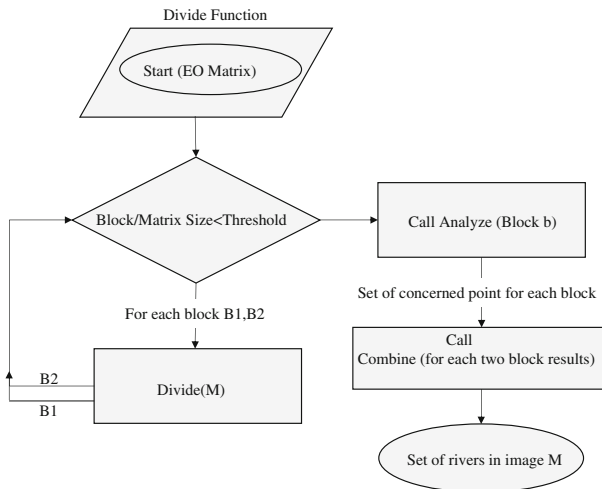 Divide Function
Start (EO Matrix)
Block/Matrix Size<Threshold
Call Analyze (Block b)
For each block B1,B2
Set of concerned point for each block
Call
Combine (for each two block results)
B2
B1
Divide(M)
Set of rivers in image M